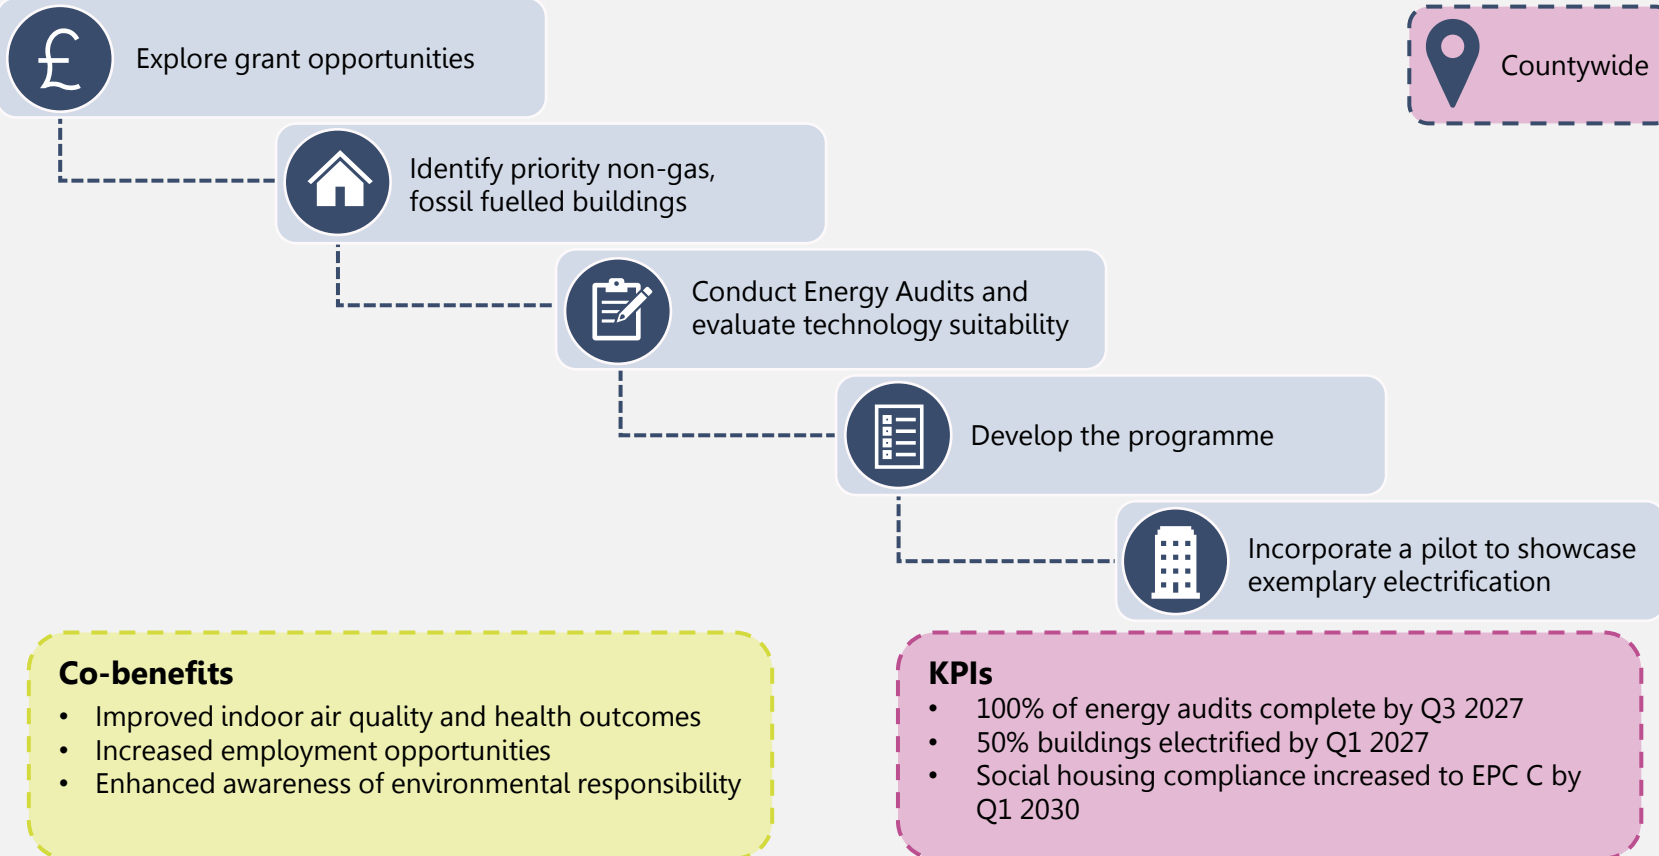 £
Explore grant opportunities
Countywide
Identify priority non-gas,
fossil fuelled buildings
Conduct Energy Audits and
evaluate technology suitability
Develop the programme
Incorporate a pilot to showcase
exemplary electrification
Co-benefits
• Improved indoor air quality and health outcomes
• Increased employment opportunities
• Enhanced awareness of environmental responsibility
KPIs
• 100% of energy audits complete by Q3 2027
• 50% buildings electrified by Q1 2027
• Social housing compliance increased to EPC C by
Q1 2030